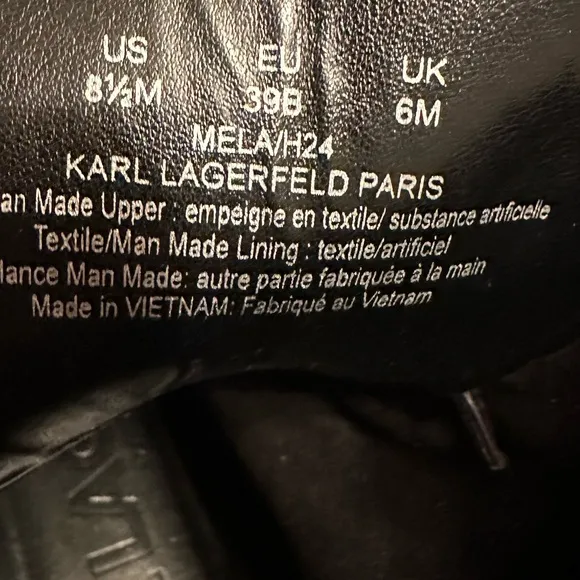 US EU UK
8½M 39B 6M
MELA/H24
KARL LAGERFELD PARIS
an Made Upper : empeigne en textile/ substance artificielle
Textile/Man Made Lining : textile/artificiel
lance Man Made: autre partie fabriquée à la main
Made in VIETNAM: Fabriqué au Vietnam